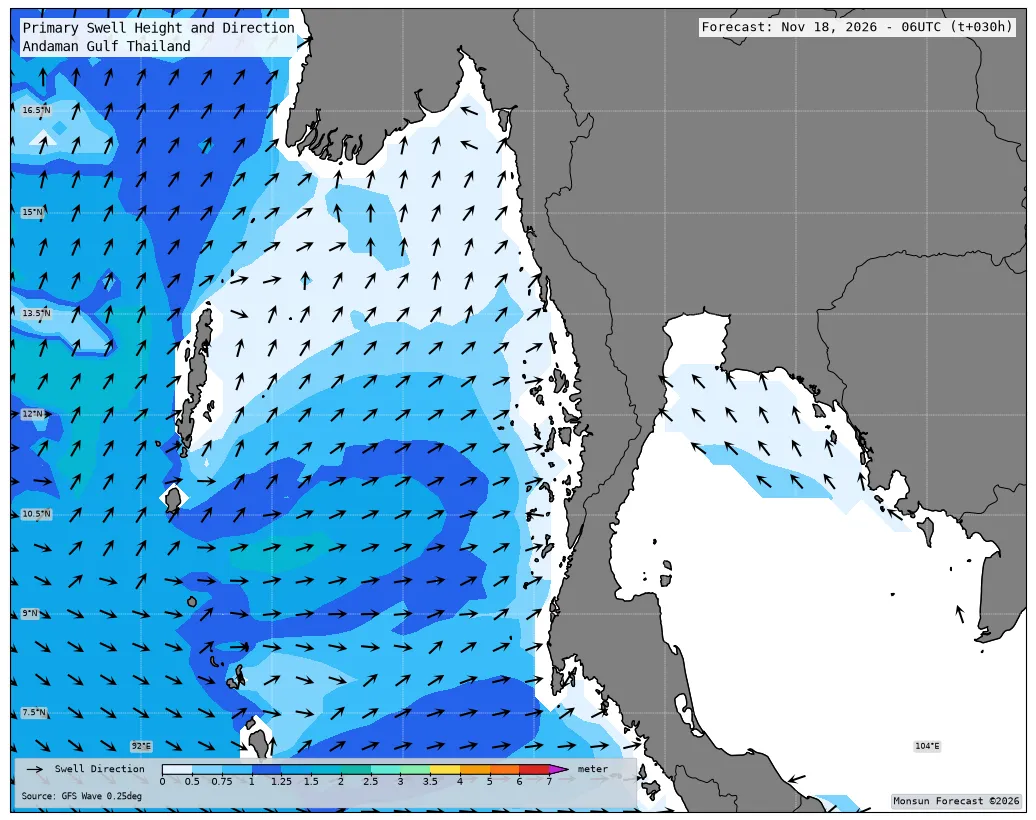 Primary Swell Height and Direction
Andaman Gulf Thailand
Forecast: Nov 18, 2026 - 06UTC (t+030h)
16.5°N
15°N
13.5°N
12°N
10.5°N
9°N
7.5°N
92°E
104°E
Swell Direction
0 0.5 0.75 1 1.25 1.5 2 2.5 3 3.5 4 5 6 7
meter
Source: GFS Wave 0.25deg
Monsun Forecast ©2026